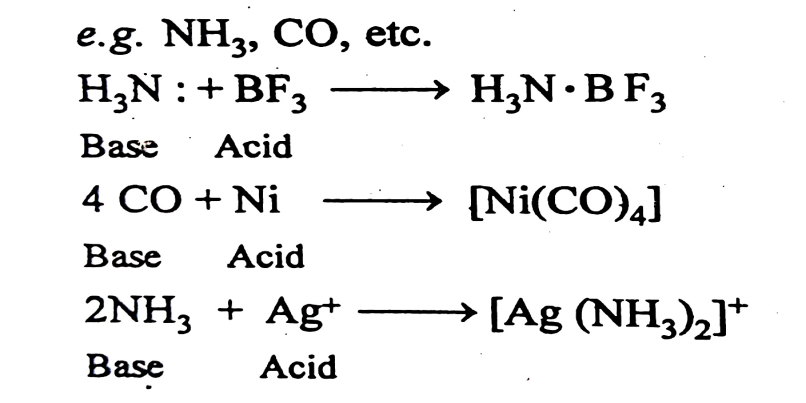 e.g. NH₃, CO, etc.
H₃N : + BF₃ ⟶ H₃N · B F₃
Base Acid
4 CO + Ni ⟶ [Ni(CO)₄]
Base Acid
2NH₃ + Ag⁺ ⟶ [Ag (NH₃)₂]⁺
Base Acid